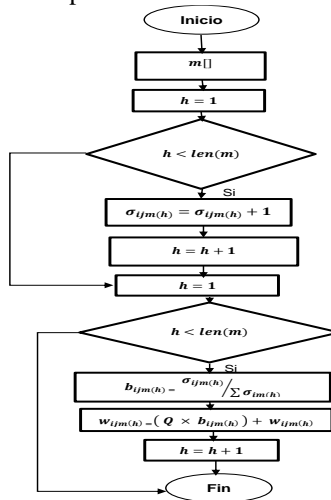 Inicio
m[]
h = 1
h < len(m)
Si
σijm(h) = σijm(h) + 1
h = h + 1
h = 1
h < len(m)
Si
bijm(h)= σijm(h)/∑ σim(h)
wijm(h)=( Q × bijm(h)) + wijm(h)
h = h + 1
Fin